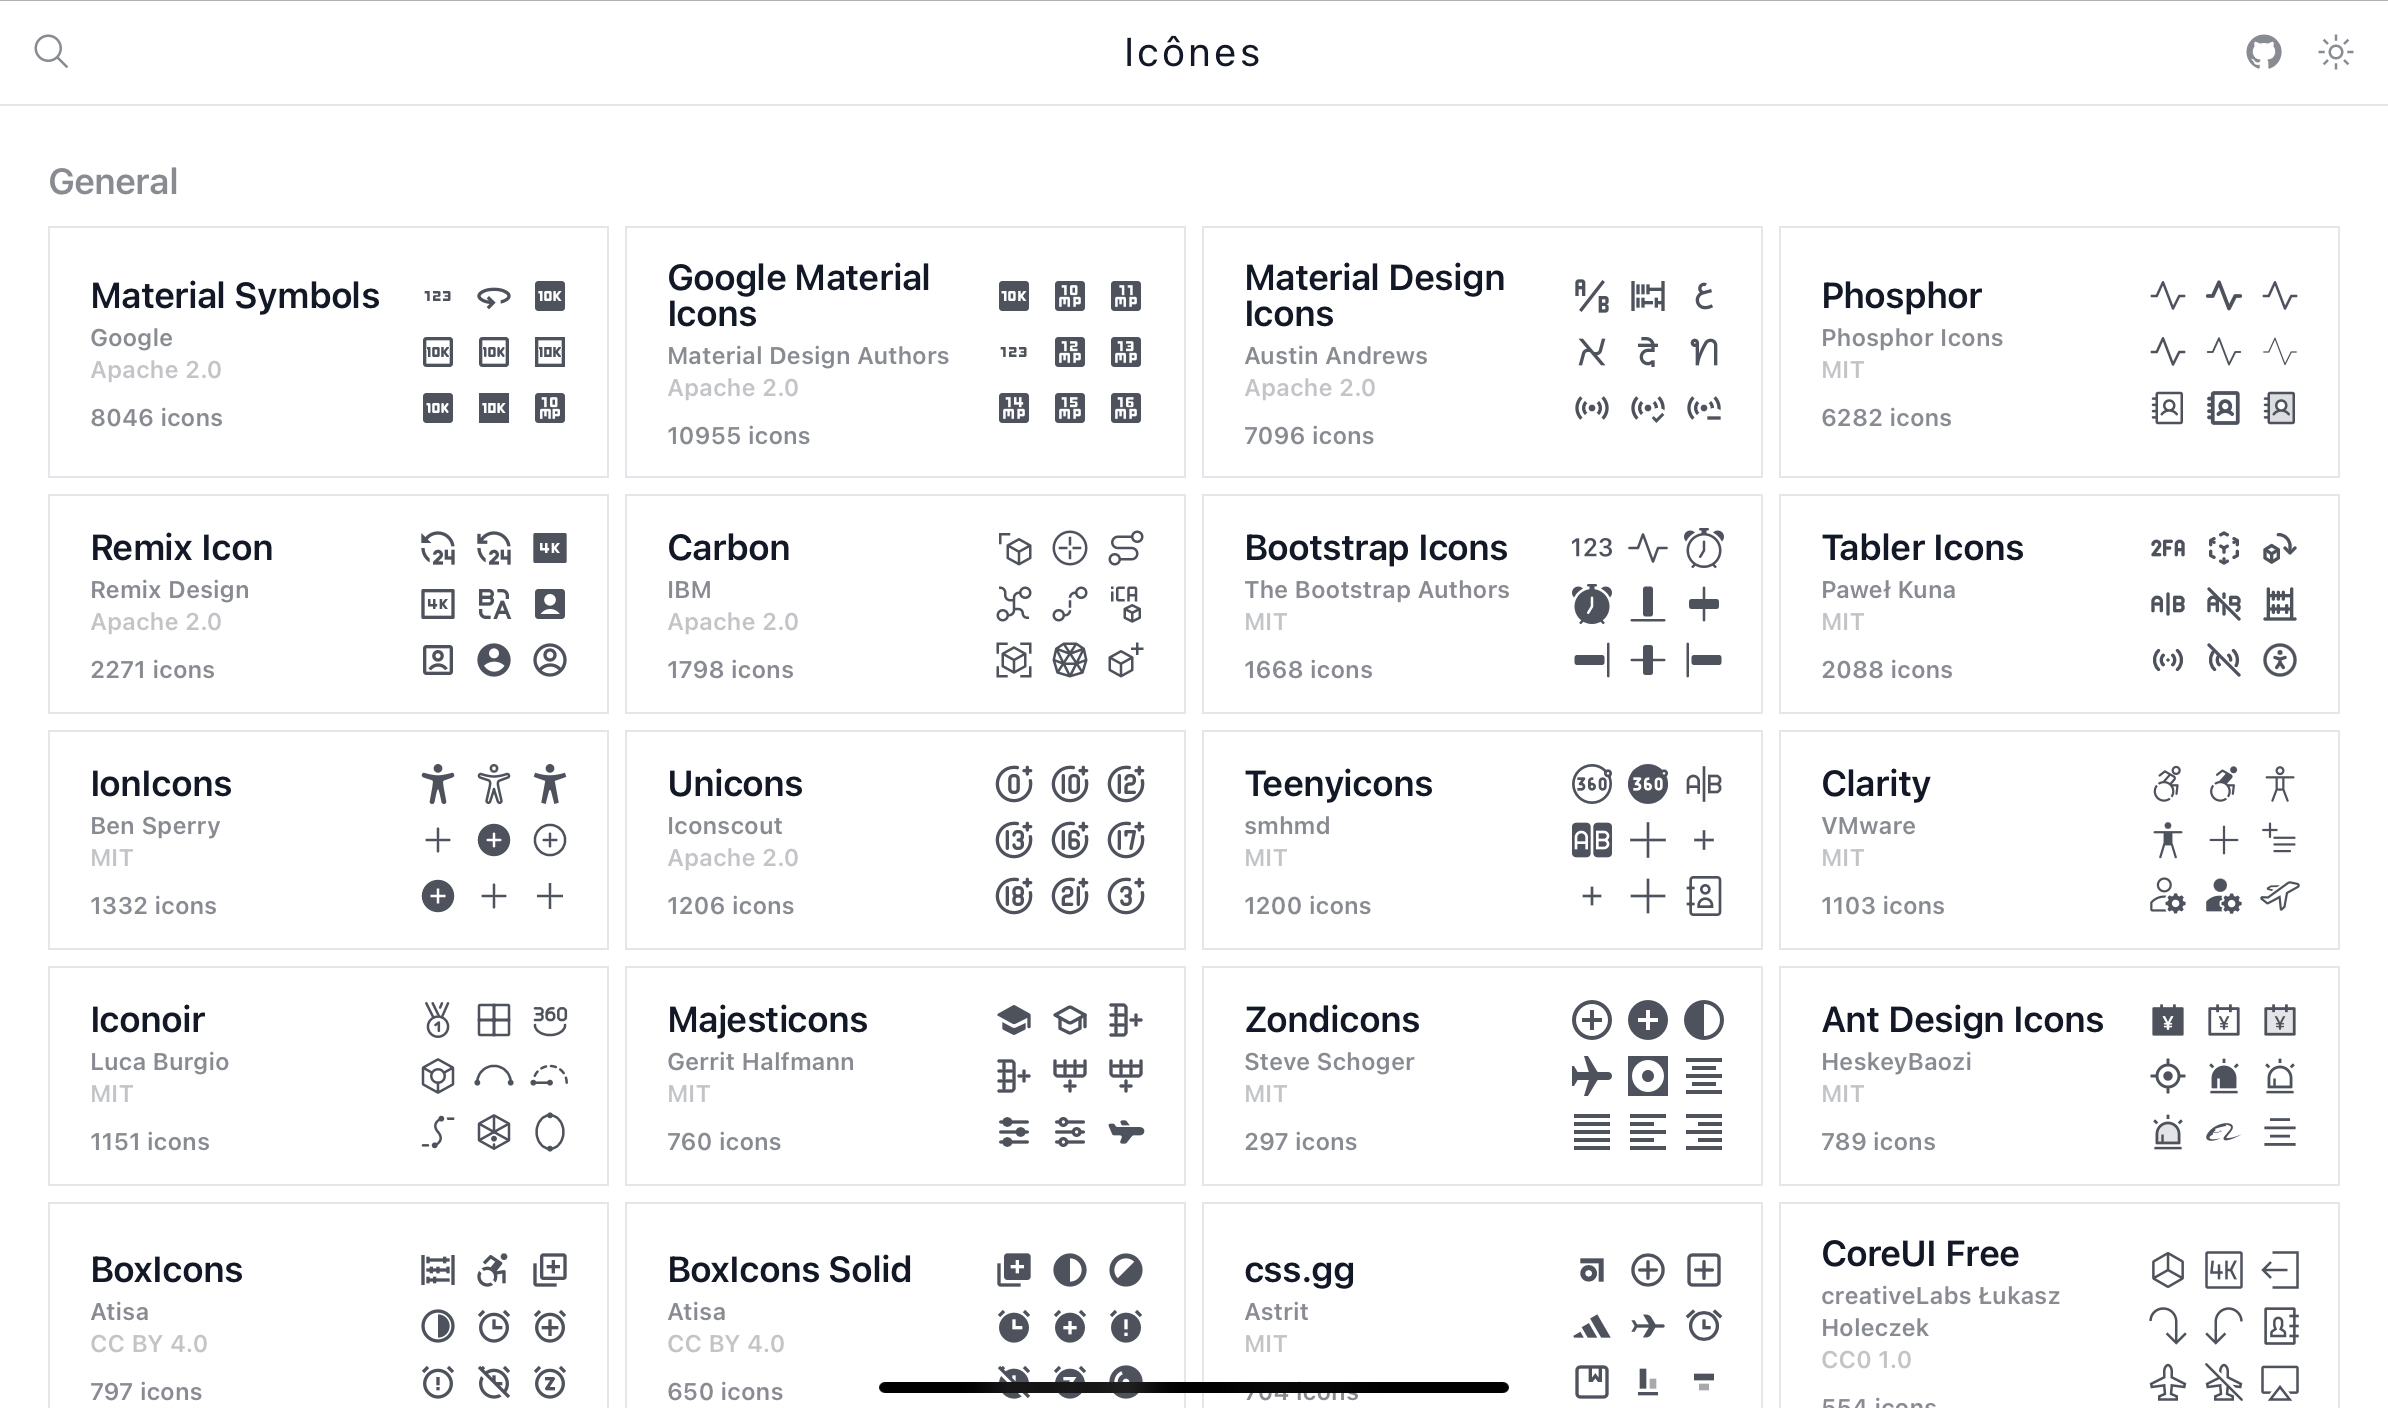 Icônes
General
Material Symbols
Google
Apache 2.0
8046 icons
Google Material
Icons
Material Design Authors
Apache 2.0
10955 icons
Material Design
Icons
Austin Andrews
Apache 2.0
7096 icons
Phosphor
Phosphor Icons
MIT
6282 icons
Remix Icon
Remix Design
Apache 2.0
2271 icons
Carbon
IBM
Apache 2.0
1798 icons
Bootstrap Icons
The Bootstrap Authors
MIT
1668 icons
Tabler Icons
Paweł Kuna
MIT
2088 icons
IonIcons
Ben Sperry
MIT
1332 icons
Unicons
Iconscout
Apache 2.0
1206 icons
Teenyicons
smhmd
MIT
1200 icons
Clarity
VMware
MIT
1103 icons
Iconoir
Luca Burgio
MIT
1151 icons
Majesticons
Gerrit Halfmann
MIT
760 icons
Zondicons
Steve Schoger
MIT
297 icons
Ant Design Icons
HeskeyBaozi
MIT
789 icons
BoxIcons
Atisa
CC BY 4.0
797 icons
BoxIcons Solid
Atisa
CC BY 4.0
650 icons
css.gg
Astrit
MIT
704 icons
CoreUI Free
creativeLabs Łukasz
Holeczek
CC0 1.0
554 icons